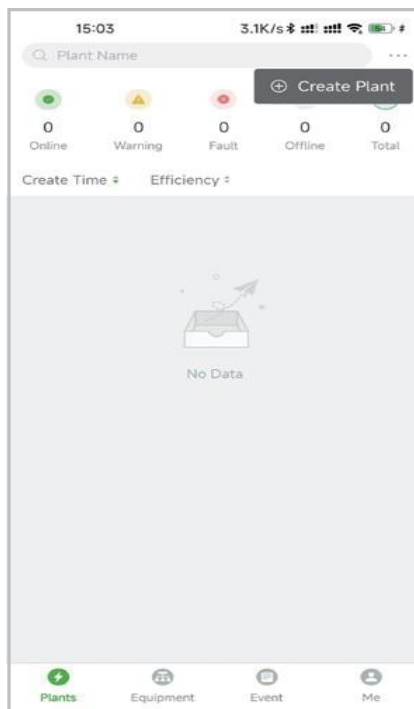 15:03 3.1K/s 54
Plant Name
Create Plant
0 0 0 0 0
Online Warning Fault Offline Total
Create Time Efficiency
No Data
Plants Equipment Event Me